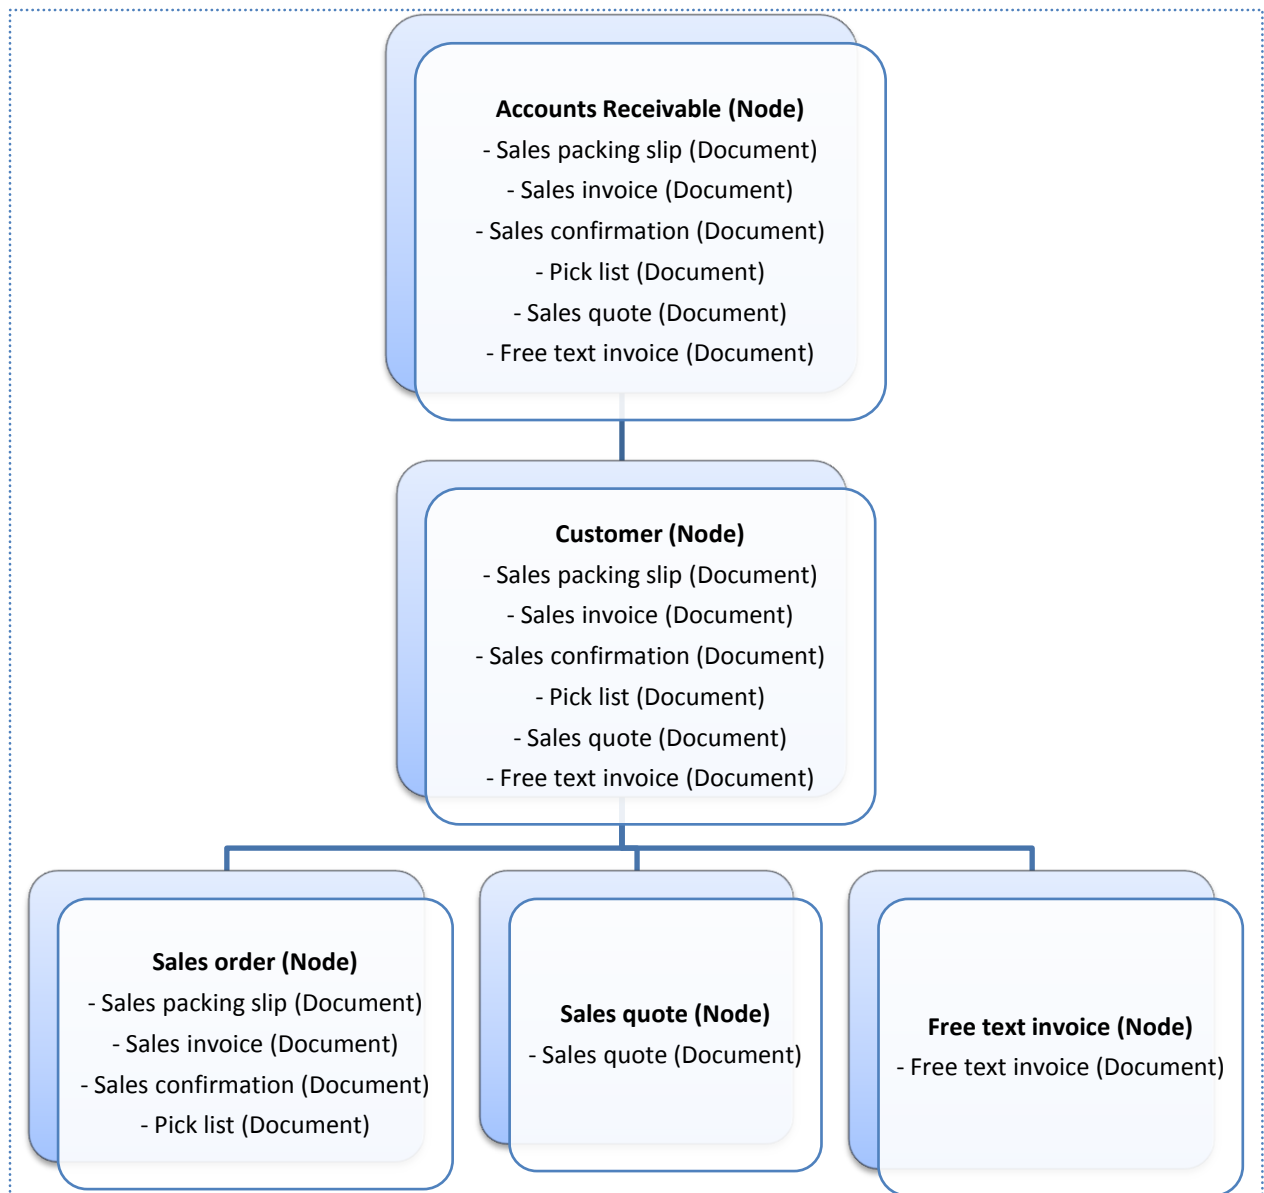 Accounts Receivable (Node)
- Sales packing slip (Document)
- Sales invoice (Document)
- Sales confirmation (Document)
- Pick list (Document)
- Sales quote (Document)
- Free text invoice (Document)
Customer (Node)
- Sales packing slip (Document)
- Sales invoice (Document)
- Sales confirmation (Document)
- Pick list (Document)
- Sales quote (Document)
- Free text invoice (Document)
Sales order (Node)
- Sales packing slip (Document)
- Sales invoice (Document)
- Sales confirmation (Document)
- Pick list (Document)
Sales quote (Node)
- Sales quote (Document)
Free text invoice (Node)
- Free text invoice (Document)